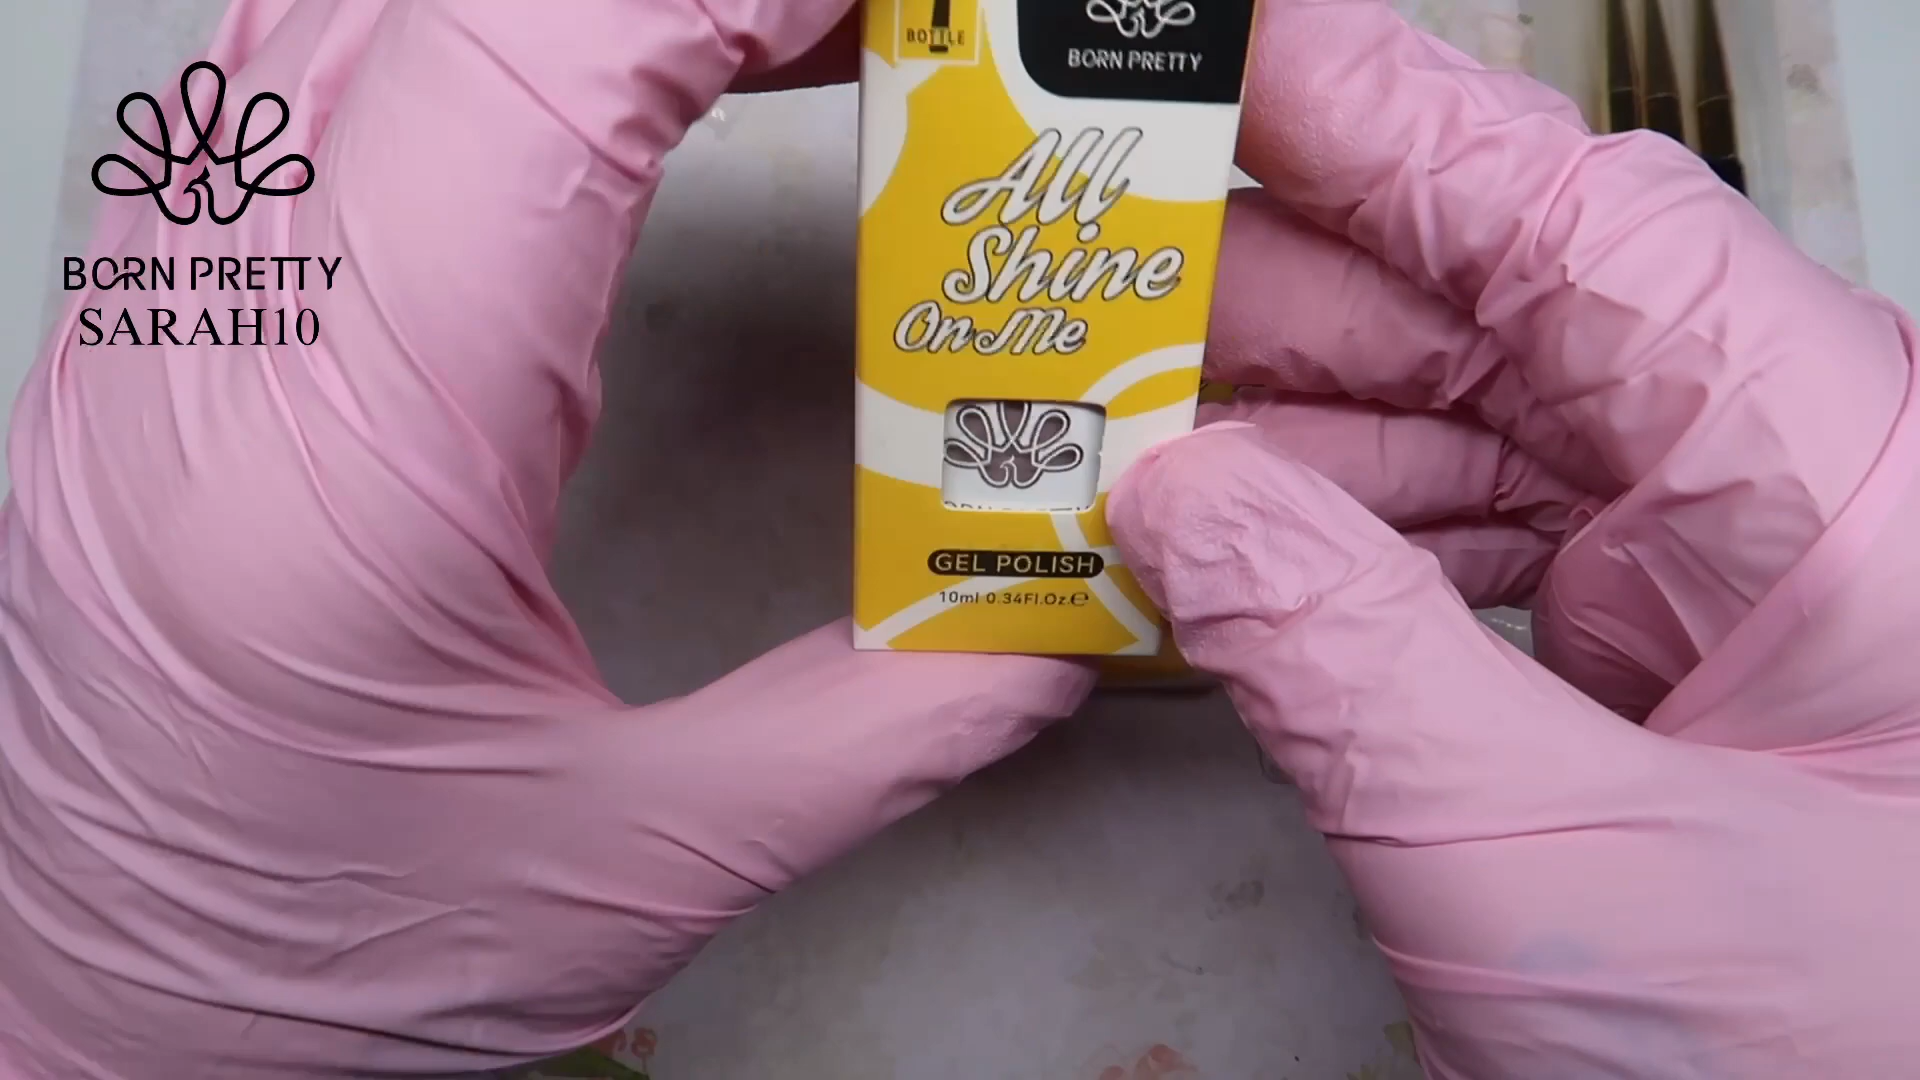 BORN PRETTY
SARAH10
BOTTLE
BORN PRETTY
All
Shine
On Me
GEL POLISH
10ml 0.34Fl.Oz.℮